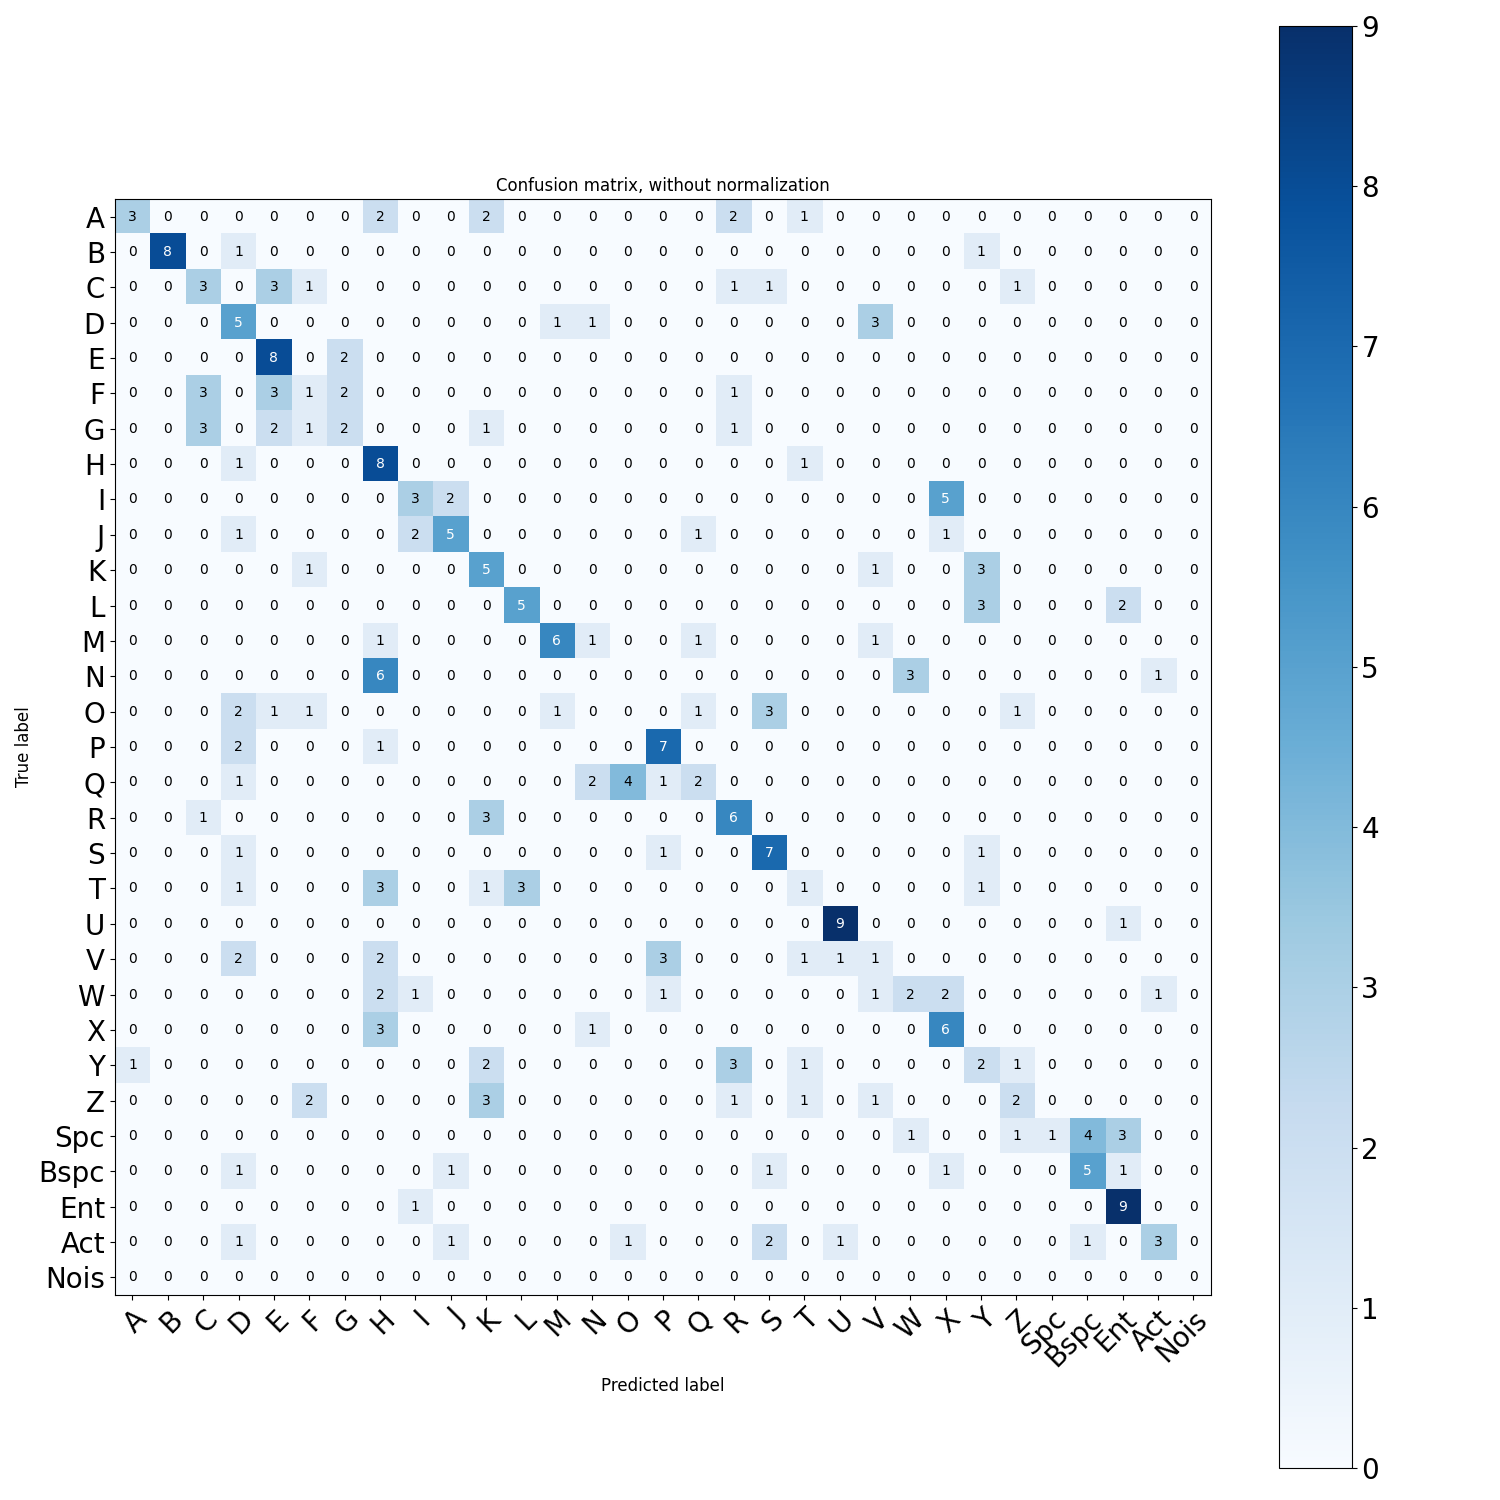 Confusion matrix, without normalization
A 3 0 0 0 0 0 0 2 0 0 2 0 0 0 0 0 0 2 0 1 0 0 0 0 0 0 0 0 0 0 0
B 0 8 0 1 0 0 0 0 0 0 0 0 0 0 0 0 0 0 0 0 0 0 0 0 1 0 0 0 0 0 0
C 0 0 3 0 3 1 0 0 0 0 0 0 0 0 0 0 0 1 1 0 0 0 0 0 0 1 0 0 0 0 0
D 0 0 0 5 0 0 0 0 0 0 0 0 1 1 0 0 0 0 0 0 0 3 0 0 0 0 0 0 0 0 0
E 0 0 0 0 8 0 2 0 0 0 0 0 0 0 0 0 0 0 0 0 0 0 0 0 0 0 0 0 0 0 0
F 0 0 3 0 3 1 2 0 0 0 0 0 0 0 0 0 0 1 0 0 0 0 0 0 0 0 0 0 0 0 0
G 0 0 3 0 2 1 2 0 0 0 1 0 0 0 0 0 0 1 0 0 0 0 0 0 0 0 0 0 0 0 0
H 0 0 0 1 0 0 0 8 0 0 0 0 0 0 0 0 0 0 0 1 0 0 0 0 0 0 0 0 0 0 0
I 0 0 0 0 0 0 0 0 3 2 0 0 0 0 0 0 0 0 0 0 0 0 0 5 0 0 0 0 0 0 0
J 0 0 0 1 0 0 0 0 2 5 0 0 0 0 0 0 1 0 0 0 0 0 0 1 0 0 0 0 0 0 0
K 0 0 0 0 0 1 0 0 0 0 5 0 0 0 0 0 0 0 0 0 0 1 0 0 3 0 0 0 0 0 0
L 0 0 0 0 0 0 0 0 0 0 0 5 0 0 0 0 0 0 0 0 0 0 0 0 3 0 0 0 2 0 0
M 0 0 0 0 0 0 0 1 0 0 0 0 6 1 0 0 1 0 0 0 0 1 0 0 0 0 0 0 0 0 0
N 0 0 0 0 0 0 0 6 0 0 0 0 0 0 0 0 0 0 0 0 0 0 3 0 0 0 0 0 0 1 0
O 0 0 0 2 1 1 0 0 0 0 0 0 1 0 0 0 1 0 3 0 0 0 0 0 0 1 0 0 0 0 0
P 0 0 0 2 0 0 0 1 0 0 0 0 0 0 0 7 0 0 0 0 0 0 0 0 0 0 0 0 0 0 0
Q 0 0 0 1 0 0 0 0 0 0 0 0 0 2 4 1 2 0 0 0 0 0 0 0 0 0 0 0 0 0 0
R 0 0 1 0 0 0 0 0 0 0 3 0 0 0 0 0 0 6 0 0 0 0 0 0 0 0 0 0 0 0 0
S 0 0 0 1 0 0 0 0 0 0 0 0 0 0 0 1 0 0 7 0 0 0 0 0 1 0 0 0 0 0 0
T 0 0 0 1 0 0 0 3 0 0 1 3 0 0 0 0 0 0 0 1 0 0 0 0 1 0 0 0 0 0 0
U 0 0 0 0 0 0 0 0 0 0 0 0 0 0 0 0 0 0 0 0 9 0 0 0 0 0 0 0 1 0 0
V 0 0 0 2 0 0 0 2 0 0 0 0 0 0 0 3 0 0 0 1 1 1 0 0 0 0 0 0 0 0 0
W 0 0 0 0 0 0 0 2 1 0 0 0 0 0 0 1 0 0 0 0 0 1 2 2 0 0 0 0 0 1 0
X 0 0 0 0 0 0 0 3 0 0 0 0 0 1 0 0 0 0 0 0 0 0 0 6 0 0 0 0 0 0 0
Y 1 0 0 0 0 0 0 0 0 0 2 0 0 0 0 0 0 3 0 1 0 0 0 0 2 1 0 0 0 0 0
Z 0 0 0 0 0 2 0 0 0 0 3 0 0 0 0 0 0 1 0 1 0 1 0 0 0 2 0 0 0 0 0
Spc 0 0 0 0 0 0 0 0 0 0 0 0 0 0 0 0 0 0 0 0 0 0 1 0 0 1 1 4 3 0 0
Bspc 0 0 0 1 0 0 0 0 0 1 0 0 0 0 0 0 0 0 1 0 0 0 0 1 0 0 0 5 1 0 0
Ent 0 0 0 0 0 0 0 0 1 0 0 0 0 0 0 0 0 0 0 0 0 0 0 0 0 0 0 0 9 0 0
Act 0 0 0 1 0 0 0 0 0 1 0 0 0 0 1 0 0 0 2 0 1 0 0 0 0 0 0 1 0 3 0
Nois 0 0 0 0 0 0 0 0 0 0 0 0 0 0 0 0 0 0 0 0 0 0 0 0 0 0 0 0 0 0 0
A B C D E F G H I J K L M N O P Q R S T U V W X Y Z Spc Bspc Ent Act Nois
Predicted label
True label
9
8
7
6
5
4
3
2
1
0